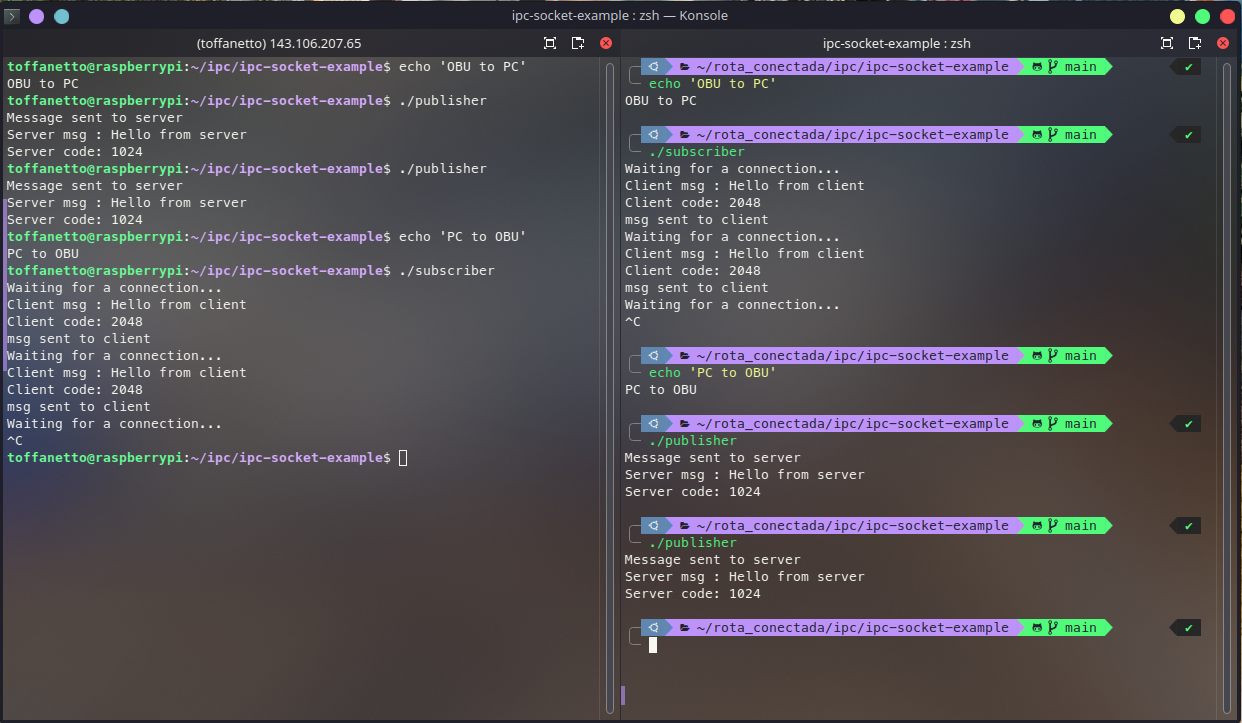 ipc-socket-example : zsh — Konsole
(toffanetto) 143.106.207.65
toffanetto@raspberrypi:~/ipc/ipc-socket-example$ echo 'OBU to PC'
OBU to PC
toffanetto@raspberrypi:~/ipc/ipc-socket-example$ ./publisher
Message sent to server
Server msg : Hello from server
Server code: 1024
toffanetto@raspberrypi:~/ipc/ipc-socket-example$ ./publisher
Message sent to server
Server msg : Hello from server
Server code: 1024
toffanetto@raspberrypi:~/ipc/ipc-socket-example$ echo 'PC to OBU'
PC to OBU
toffanetto@raspberrypi:~/ipc/ipc-socket-example$ ./subscriber
Waiting for a connection...
Client msg : Hello from client
Client code: 2048
msg sent to client
Waiting for a connection...
Client msg : Hello from client
Client code: 2048
msg sent to client
Waiting for a connection...
^C
toffanetto@raspberrypi:~/ipc/ipc-socket-example$
ipc-socket-example : zsh
~/rota_conectada/ipc/ipc-socket-example main ✔
echo 'OBU to PC'
OBU to PC
~/rota_conectada/ipc/ipc-socket-example main ✔
./subscriber
Waiting for a connection...
Client msg : Hello from client
Client code: 2048
msg sent to client
Waiting for a connection...
Client msg : Hello from client
Client code: 2048
msg sent to client
Waiting for a connection...
^C
~/rota_conectada/ipc/ipc-socket-example main
echo 'PC to OBU'
PC to OBU
~/rota_conectada/ipc/ipc-socket-example main ✔
./publisher
Message sent to server
Server msg : Hello from server
Server code: 1024
~/rota_conectada/ipc/ipc-socket-example main ✔
./publisher
Message sent to server
Server msg : Hello from server
Server code: 1024
~/rota_conectada/ipc/ipc-socket-example main ✔